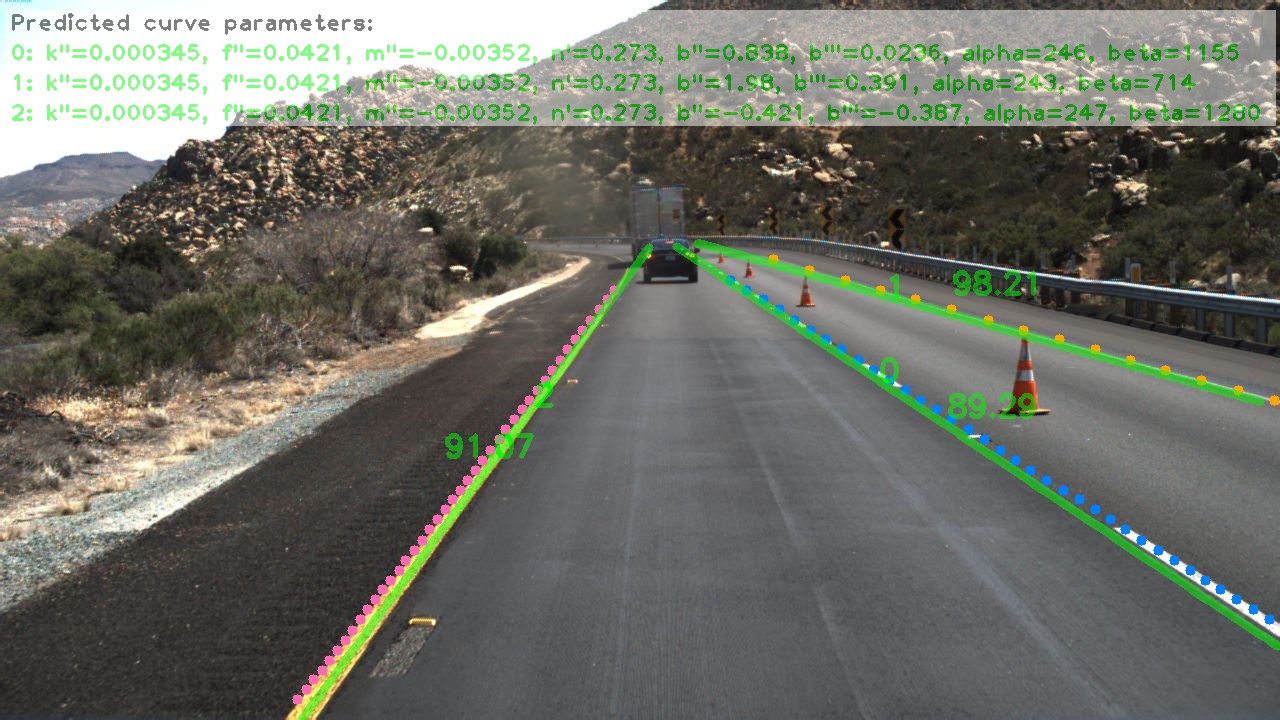 Predicted curve parameters:
0: k''=0.000345, f''=0.0421, m''=-0.00352, n'=0.273, b''=0.838, b'''=0.0236, alpha=246, beta=1155
1: k''=0.000345, f''=0.0421, m''=-0.00352, n'=0.273, b''=1.98, b'''=0.391, alpha=243, beta=714
2: k''=0.000345, f''=0.0421, m''=-0.00352, n'=0.273, b''=-0.421, b'''=-0.387, alpha=247, beta=1280
1 98.21
0
89.29
2
91.07